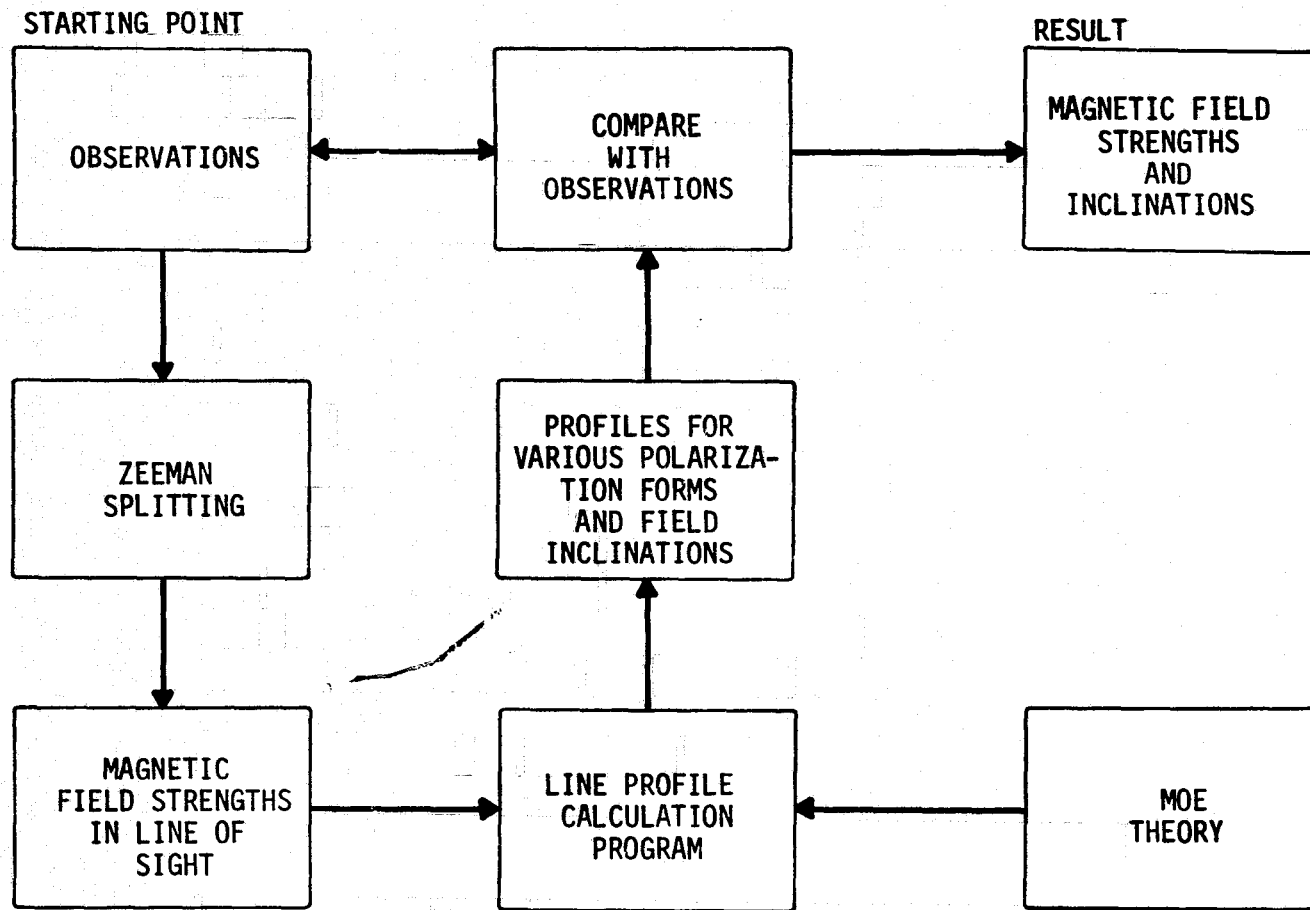 STARTING POINT
OBSERVATIONS
COMPARE
WITH
OBSERVATIONS
RESULT
MAGNETIC FIELD
STRENGTHS
AND
INCLINATIONS
ZEEMAN
SPLITTING
PROFILES FOR
VARIOUS POLARIZA-
TION FORMS
AND FIELD
INCLINATIONS
MAGNETIC
FIELD STRENGTHS
IN LINE OF
SIGHT
LINE PROFILE
CALCULATION
PROGRAM
MOE
THEORY